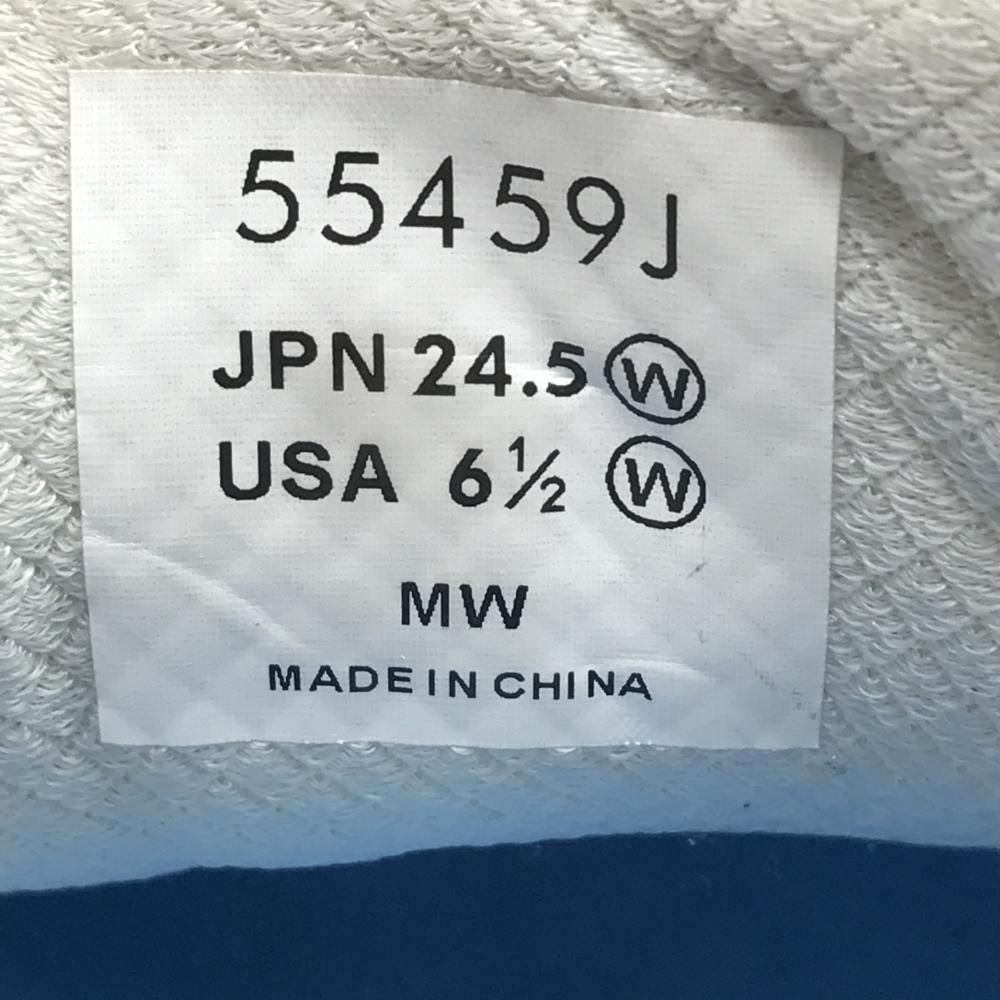 55459J
JPN 24.5 Ⓦ
USA 6½ Ⓦ
MW
MADE IN CHINA